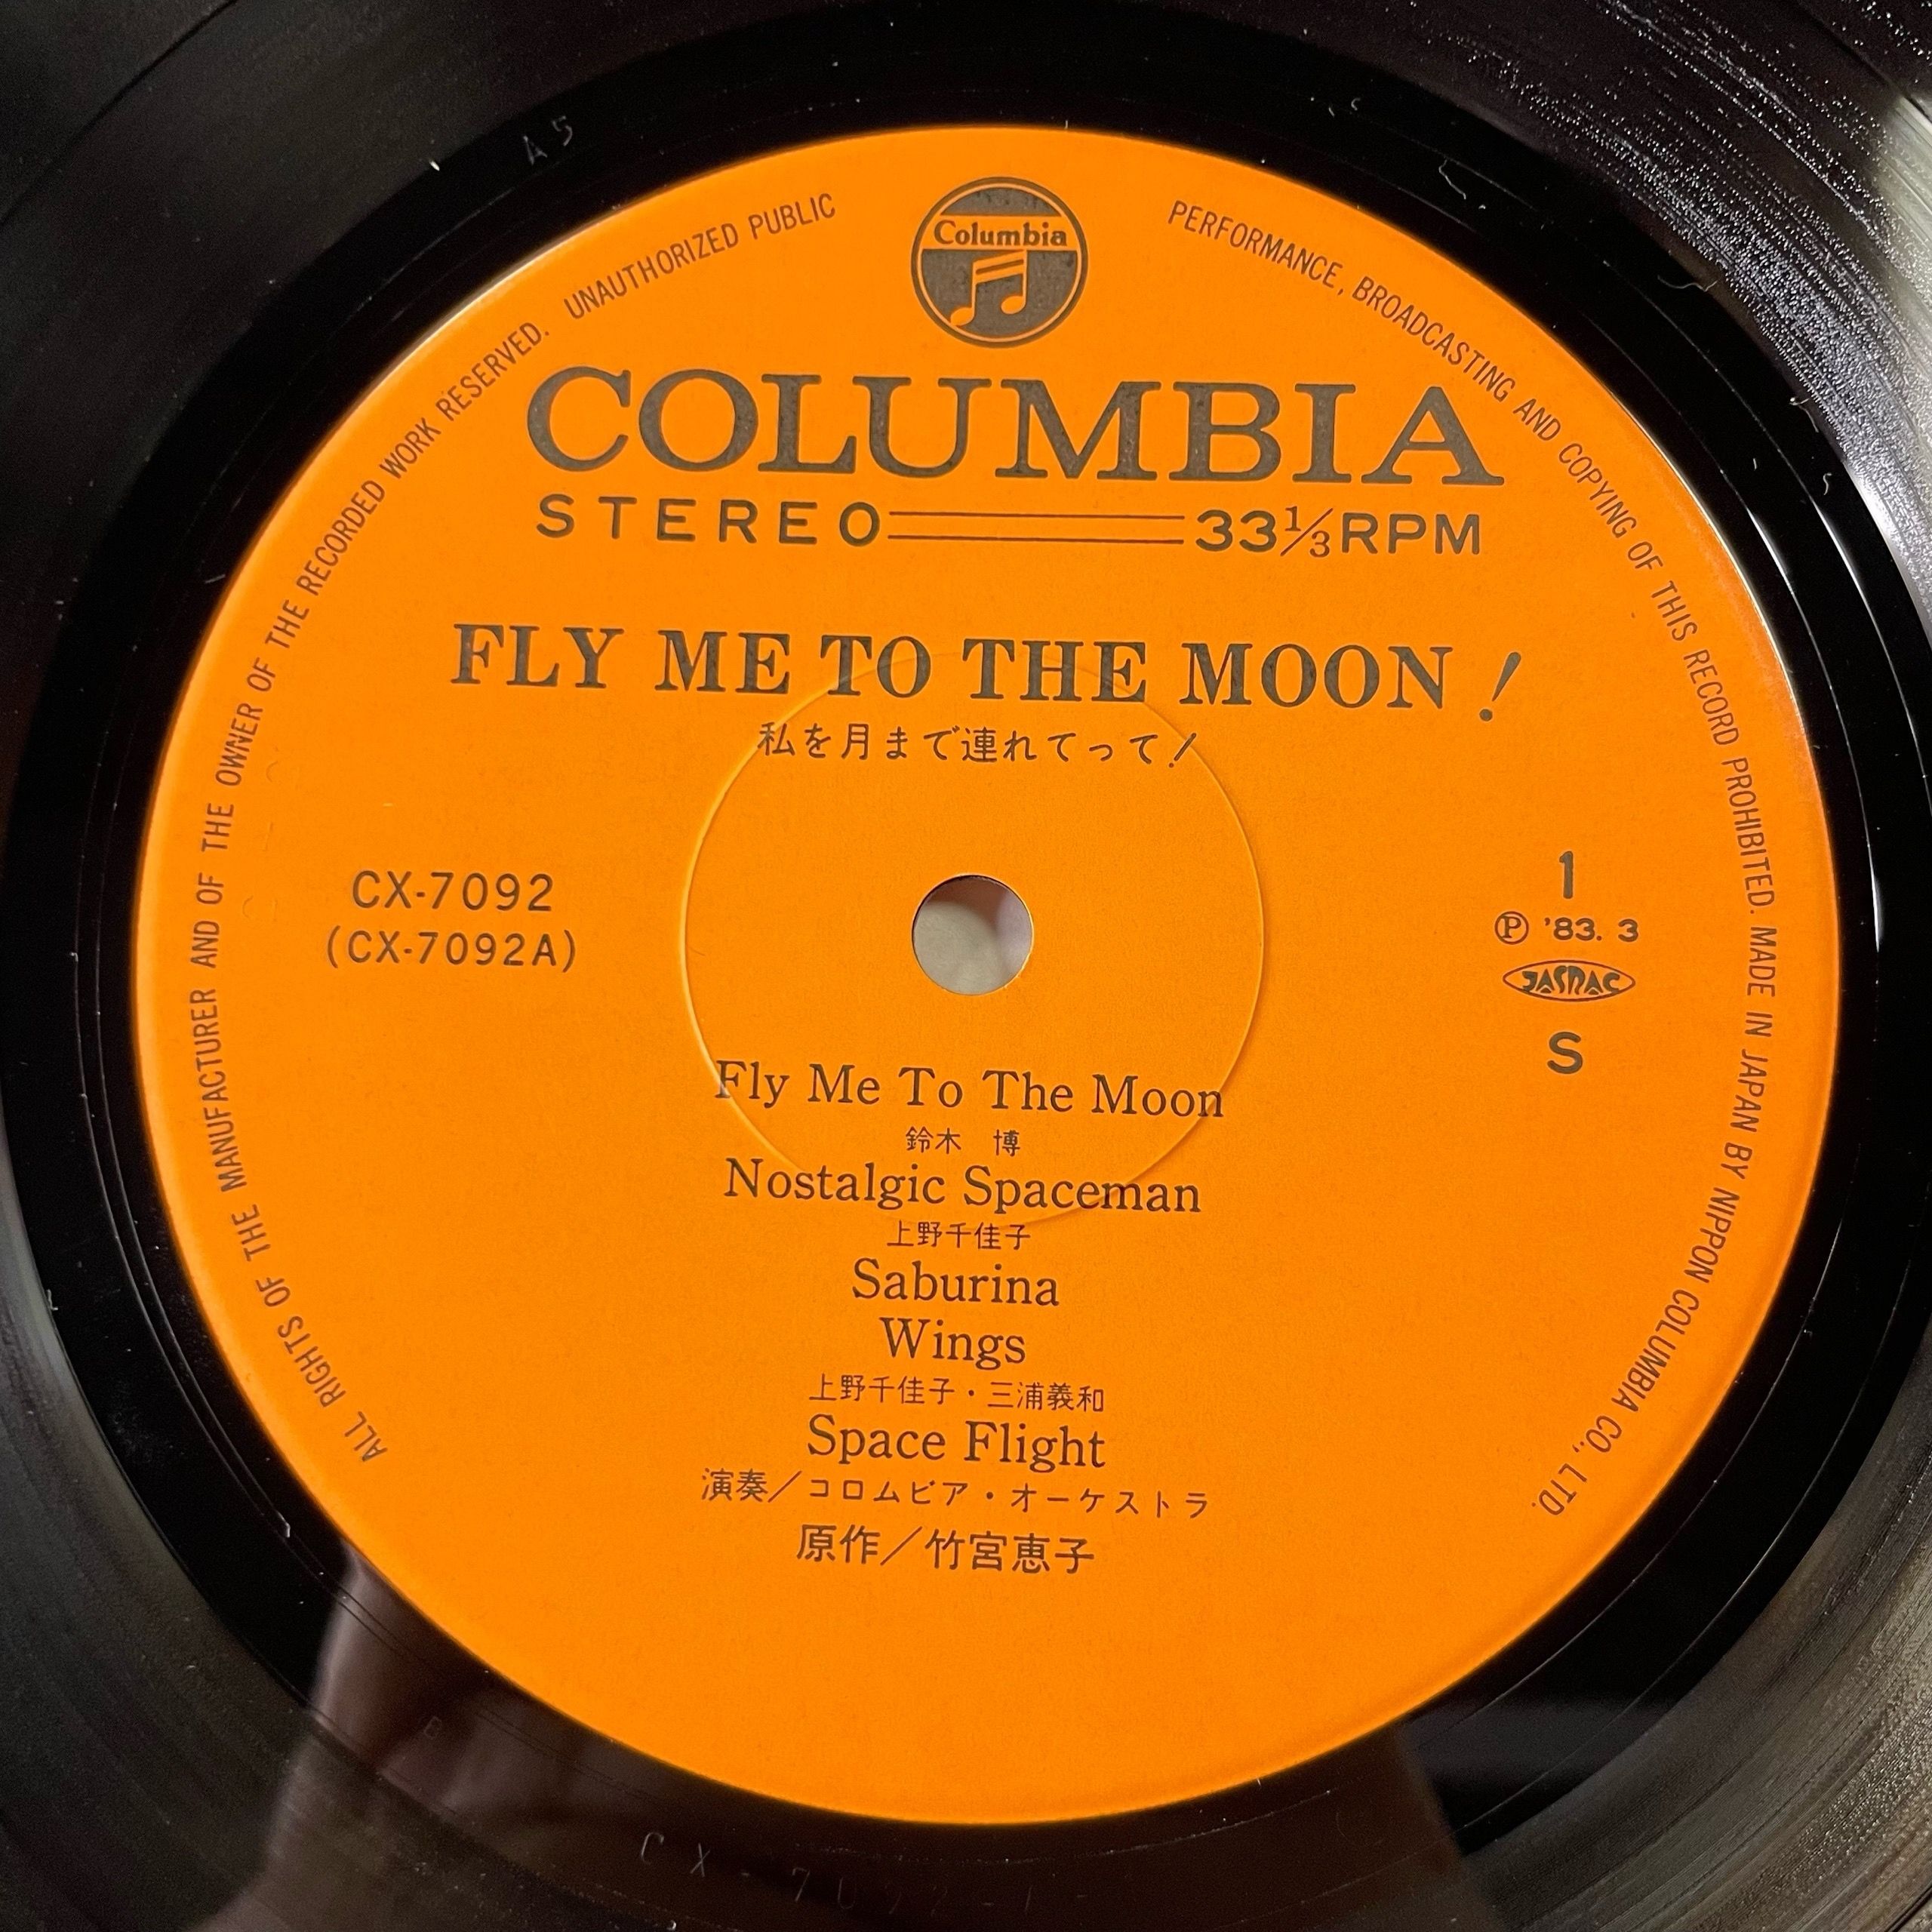 A5
ALL RIGHTS OF THE MANUFACTURER AND OF THE OWNER OF THE RECORDED WORK RESERVED. UNAUTHORIZED PUBLIC PERFORMANCE, BROADCASTING AND COPYING OF THIS RECORD PROHIBITED. MADE IN JAPAN BY NIPPON COLUMBIA CO., LTD.
Columbia
COLUMBIA
STEREO 33⅓RPM
FLY ME TO THE MOON!
私を月まで連れてって!
CX-7092
(CX-7092A)
1
Ⓟ '83. 3
JASRAC
S
Fly Me To The Moon
鈴木 博
Nostalgic Spaceman
上野千佳子
Saburina
Wings
上野千佳子・三浦義和
Space Flight
演奏/コロムビア・オーケストラ
原作/竹宮恵子
B